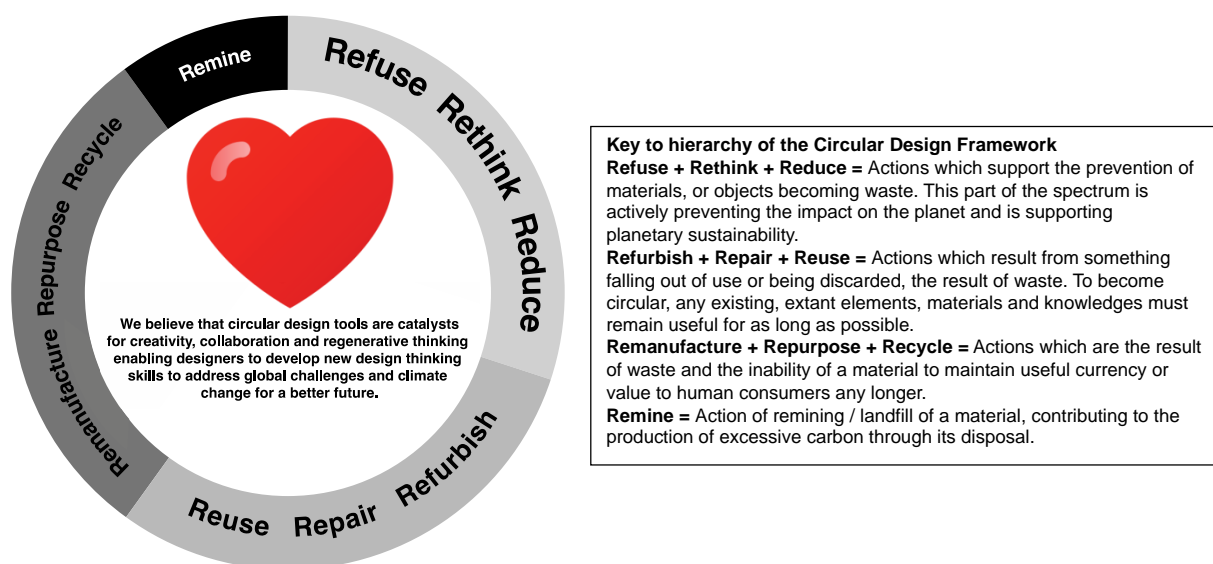 Remine
Refuse Rethink Reduce
Refurbish
Repair
Reuse
Remanufacture Repurpose Recycle
We believe that circular design tools are catalysts
for creativity, collaboration and regenerative thinking
enabling designers to develop new design thinking
skills to address global challenges and climate
change for a better future.
Key to hierarchy of the Circular Design Framework
Refuse + Rethink + Reduce = Actions which support the prevention of
materials, or objects becoming waste. This part of the spectrum is
actively preventing the impact on the planet and is supporting
planetary sustainability.
Refurbish + Repair + Reuse = Actions which result from something
falling out of use or being discarded, the result of waste. To become
circular, any existing, extant elements, materials and knowledges must
remain useful for as long as possible.
Remanufacture + Repurpose + Recycle = Actions which are the result
of waste and the inability of a material to maintain useful currency or
value to human consumers any longer.
Remine = Action of remining / landfill of a material, contributing to the
production of excessive carbon through its disposal.